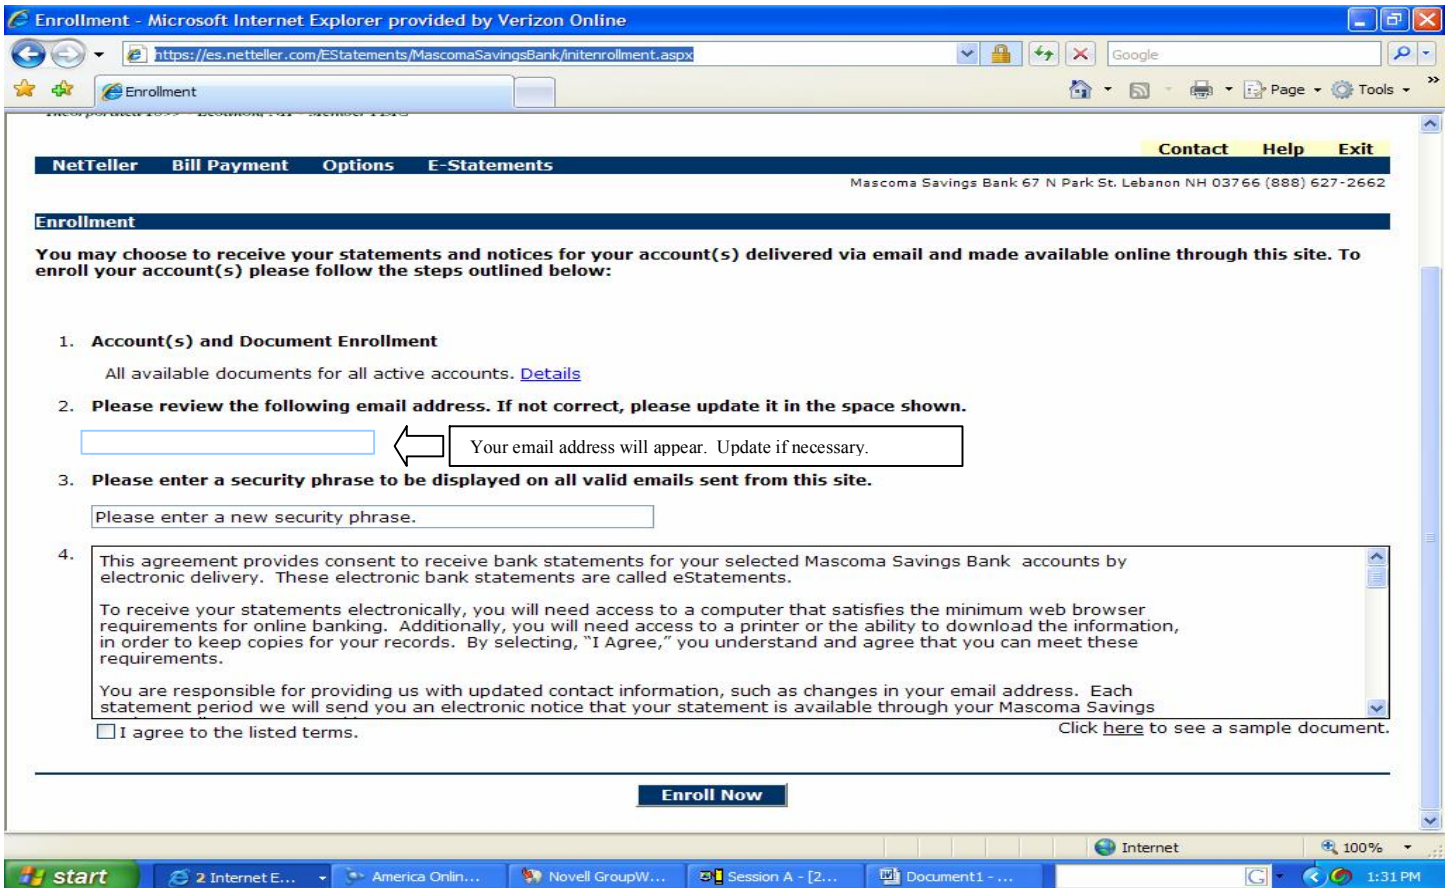 Enrollment - Microsoft Internet Explorer provided by Verizon Online
https://es.netteller.com/EStatements/MascomaSavingsBank/initenrollment.aspx
Google
Enrollment
Page
Tools
Contact Help Exit
NetTeller Bill Payment Options E-Statements
Mascoma Savings Bank 67 N Park St. Lebanon NH 03766 (888) 627-2662
Enrollment
You may choose to receive your statements and notices for your account(s) delivered via email and made available online through this site. To
enroll your account(s) please follow the steps outlined below:
1. Account(s) and Document Enrollment
All available documents for all active accounts. Details
2. Please review the following email address. If not correct, please update it in the space shown.
Your email address will appear. Update if necessary.
3. Please enter a security phrase to be displayed on all valid emails sent from this site.
Please enter a new security phrase.
4.
This agreement provides consent to receive bank statements for your selected Mascoma Savings Bank accounts by
electronic delivery. These electronic bank statements are called eStatements.
To receive your statements electronically, you will need access to a computer that satisfies the minimum web browser
requirements for online banking. Additionally, you will need access to a printer or the ability to download the information,
in order to keep copies for your records. By selecting, “I Agree,” you understand and agree that you can meet these
requirements.
You are responsible for providing us with updated contact information, such as changes in your email address. Each
statement period we will send you an electronic notice that your statement is available through your Mascoma Savings
I agree to the listed terms.
Click here to see a sample document.
Enroll Now
Internet
100%
start
2 Internet E...
America Onlin...
Novell GroupW...
Session A - [2...
Document1 - ...
G
1:31 PM